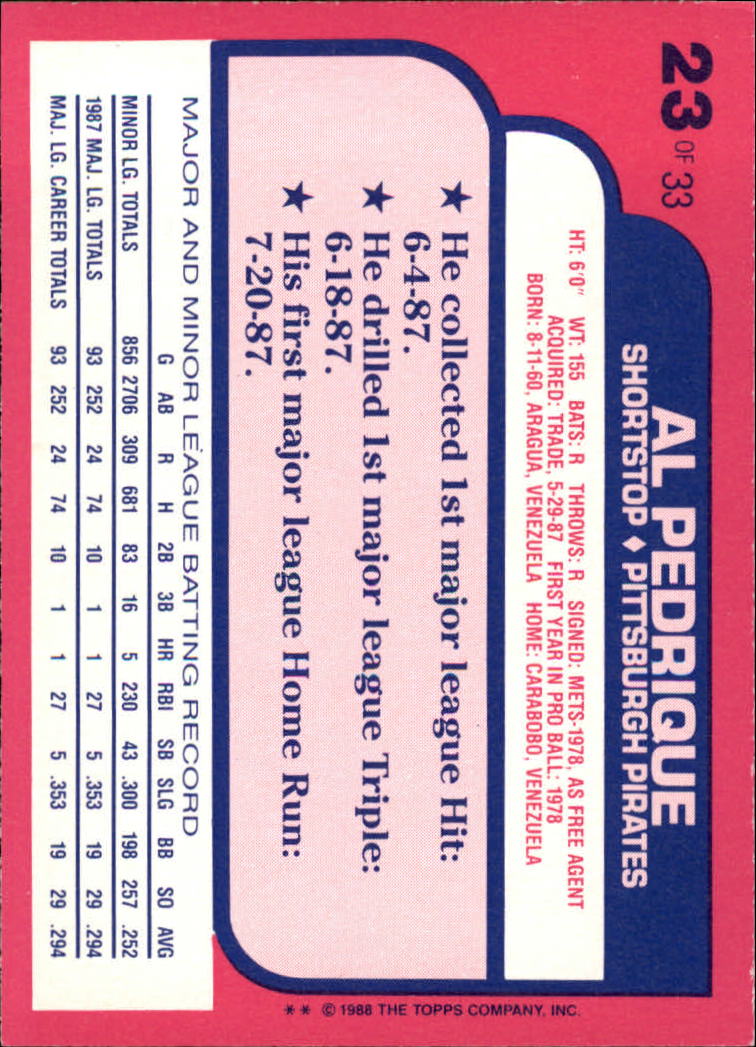 23 OF 33
AL PEDRIQUE
SHORTSTOP ♦ PITTSBURGH PIRATES
HT: 6'0" WT: 155 BATS: R THROWS: R SIGNED: METS-1978, AS FREE AGENT
ACQUIRED: TRADE, 5-29-87 FIRST YEAR IN PRO BALL: 1978
BORN: 8-11-60, ARAGUA, VENEZUELA HOME: CARABOBO, VENEZUELA
★ He collected 1st major league Hit:
6-4-87.
★ He drilled 1st major league Triple:
6-18-87.
★ His first major league Home Run:
7-20-87.
MAJOR AND MINOR LEAGUE BATTING RECORD
G AB R H 2B 3B HR RBI SB SLG BB SO AVG
MINOR LG. TOTALS 856 2706 309 681 83 16 5 230 43 .300 198 257 .252
1987 MAJ. LG. TOTALS 93 252 24 74 10 1 1 27 5 .353 19 29 .294
MAJ. LG. CAREER TOTALS 93 252 24 74 10 1 1 27 5 .353 19 29 .294
** © 1988 THE TOPPS COMPANY, INC.